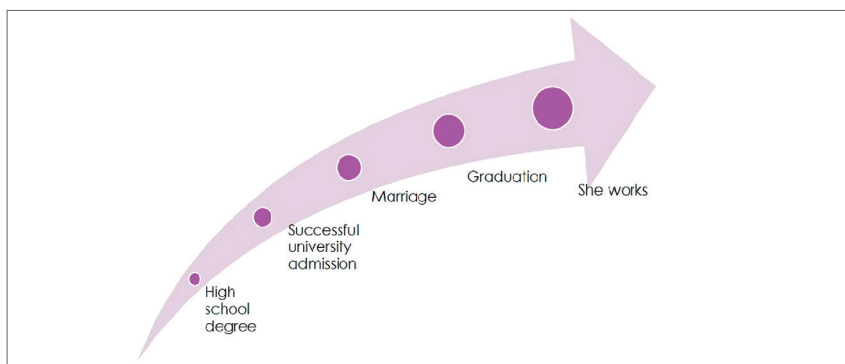 High
school
degree
Successful
university
admission
Marriage
Graduation
She works